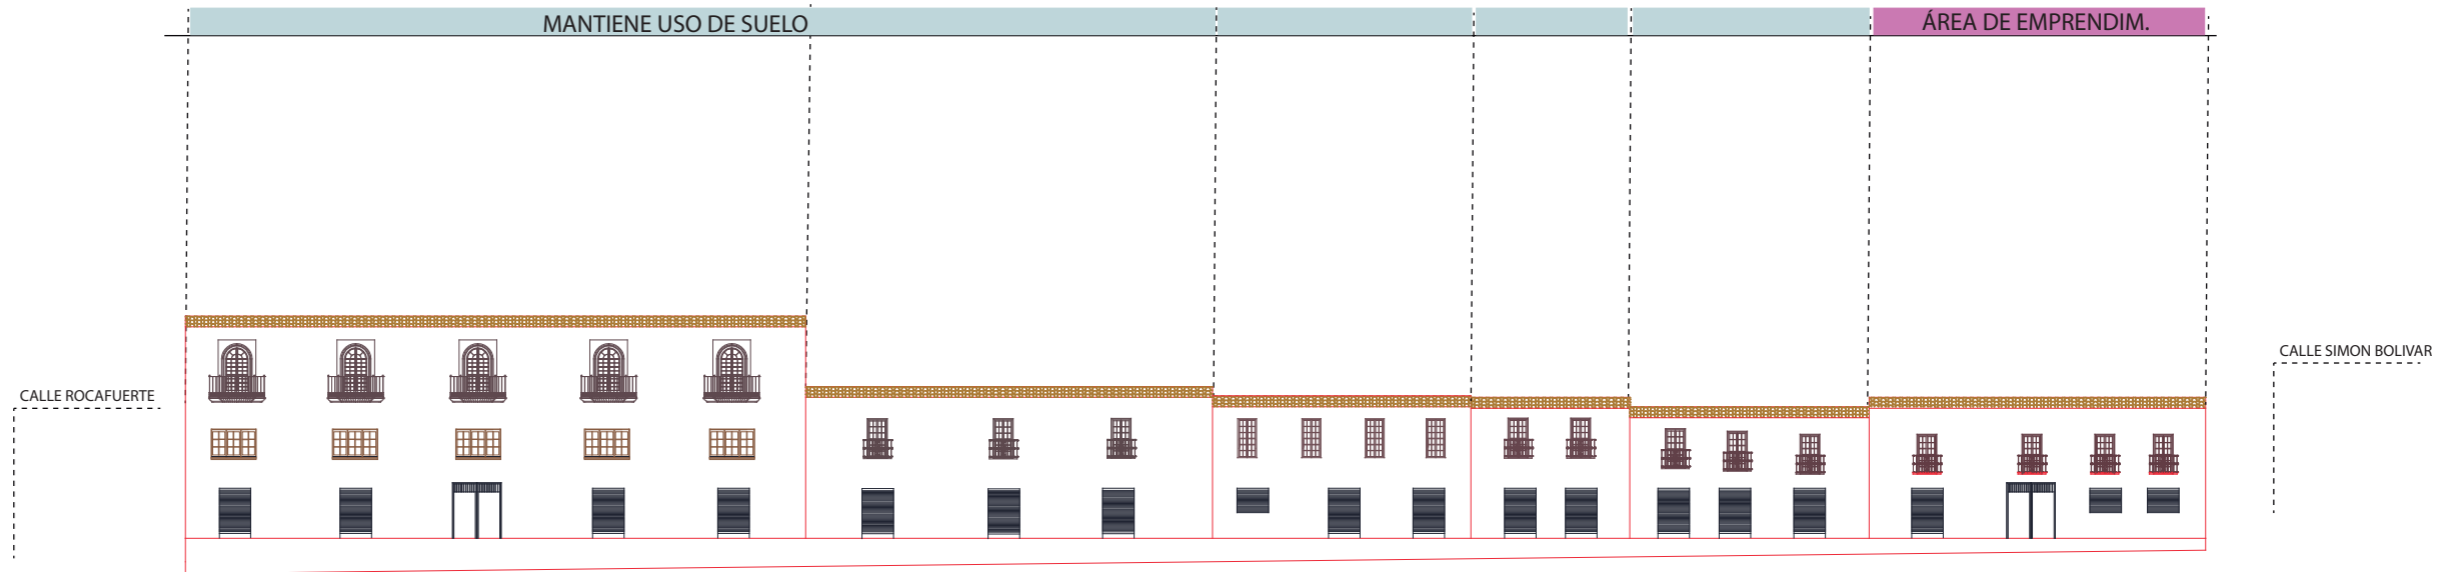 MANTIENE USO DE SUELO
ÁREA DE EMPRENDIM.
CALLE ROCAFUERTE
CALLE SIMON BOLIVAR